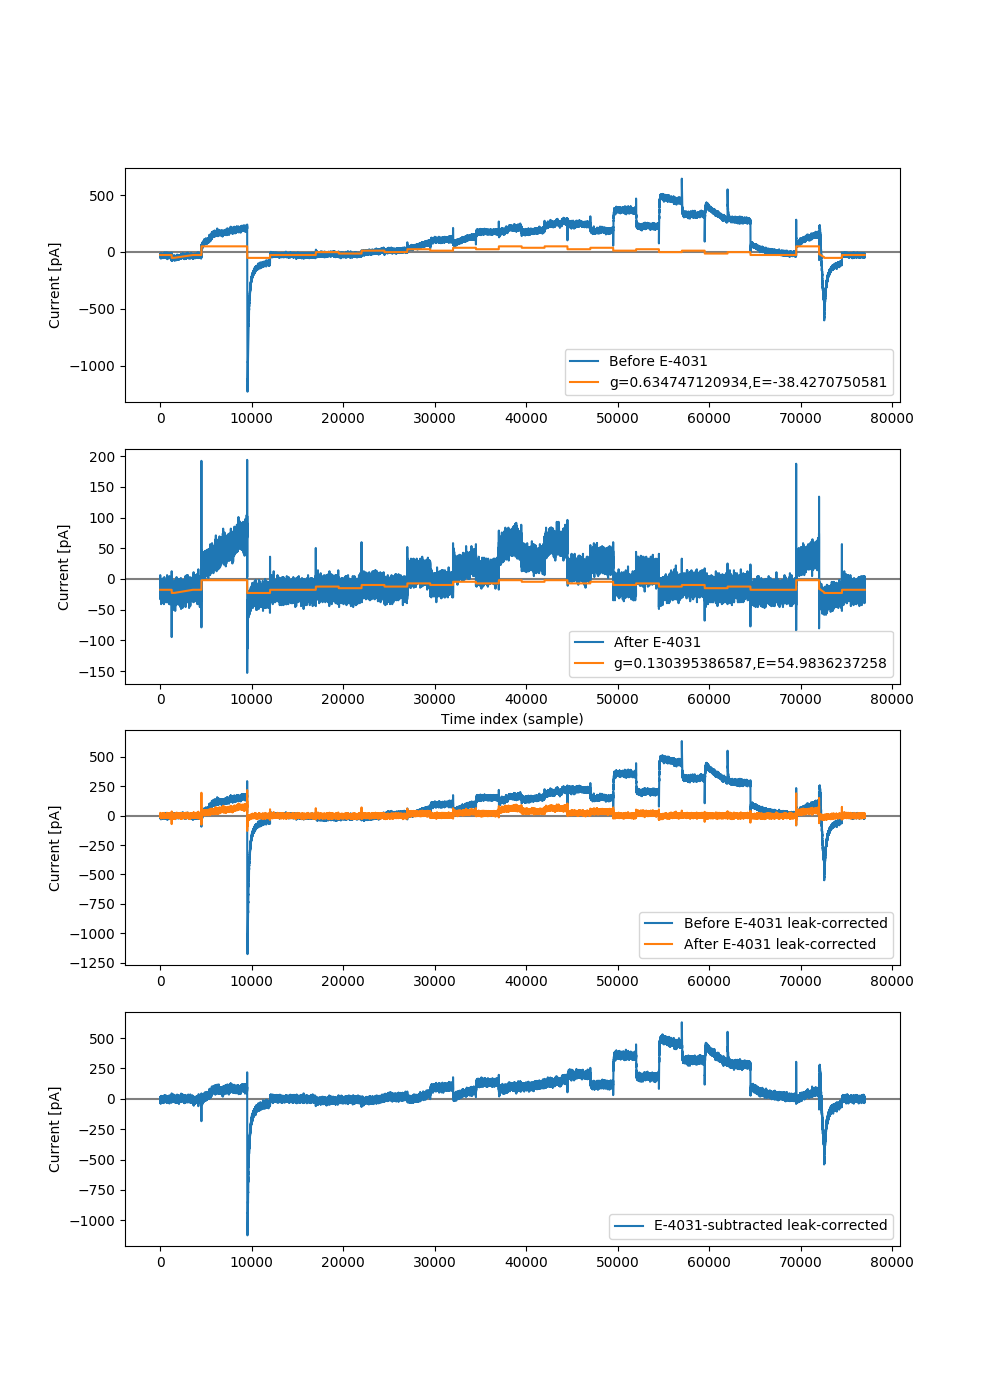 500
0
−500
−1000
Current [pA]
Before E-4031
g=0.634747120934,E=-38.4270750581
0 10000 20000 30000 40000 50000 60000 70000 80000
200
150
100
50
0
−50
−100
−150
Current [pA]
After E-4031
g=0.130395386587,E=54.9836237258
0 10000 20000 30000 40000 50000 60000 70000 80000
Time index (sample)
500
250
0
−250
−500
−750
−1000
−1250
Current [pA]
Before E-4031 leak-corrected
After E-4031 leak-corrected
0 10000 20000 30000 40000 50000 60000 70000 80000
500
250
0
−250
−500
−750
−1000
Current [pA]
E-4031-subtracted leak-corrected
0 10000 20000 30000 40000 50000 60000 70000 80000